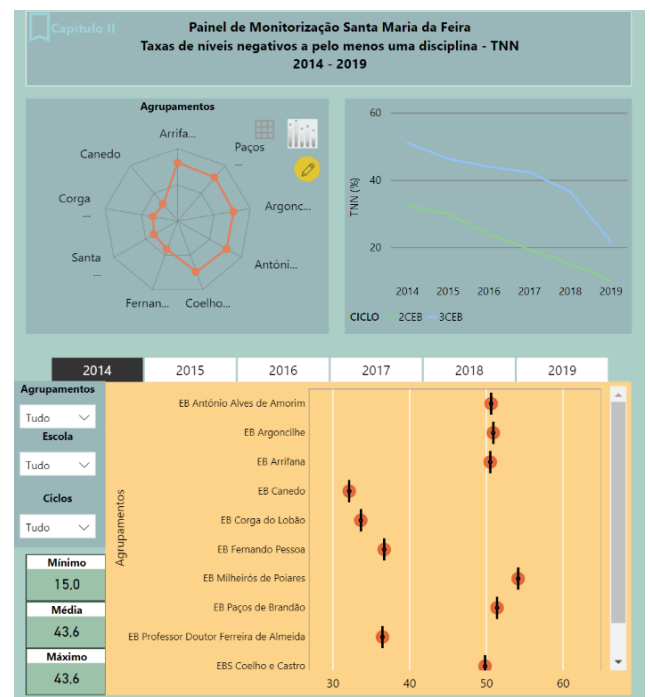 Capítulo II
Painel de Monitorização Santa Maria da Feira
Taxas de níveis negativos a pelo menos uma disciplina - TNN
2014 - 2019
Agrupamentos
Arrifa...
Paços
...
Argonc...
Antóni...
Coelho...
Fernan...
Santa
...
Corga
...
Canedo
TNN (%)
60
40
20
2014 2015 2016 2017 2018 2019
CICLO 2CEB 3CEB
2014 2015 2016 2017 2018 2019
Agrupamentos
Tudo
Escola
Tudo
Ciclos
Tudo
Mínimo
15,0
Média
43,6
Máximo
43,6
Agrupamentos
EB António Alves de Amorim
EB Argoncilhe
EB Arrifana
EB Canedo
EB Corga do Lobão
EB Fernando Pessoa
EB Milheirós de Poiares
EB Paços de Brandão
EB Professor Doutor Ferreira de Almeida
EBS Coelho e Castro
30 40 50 60